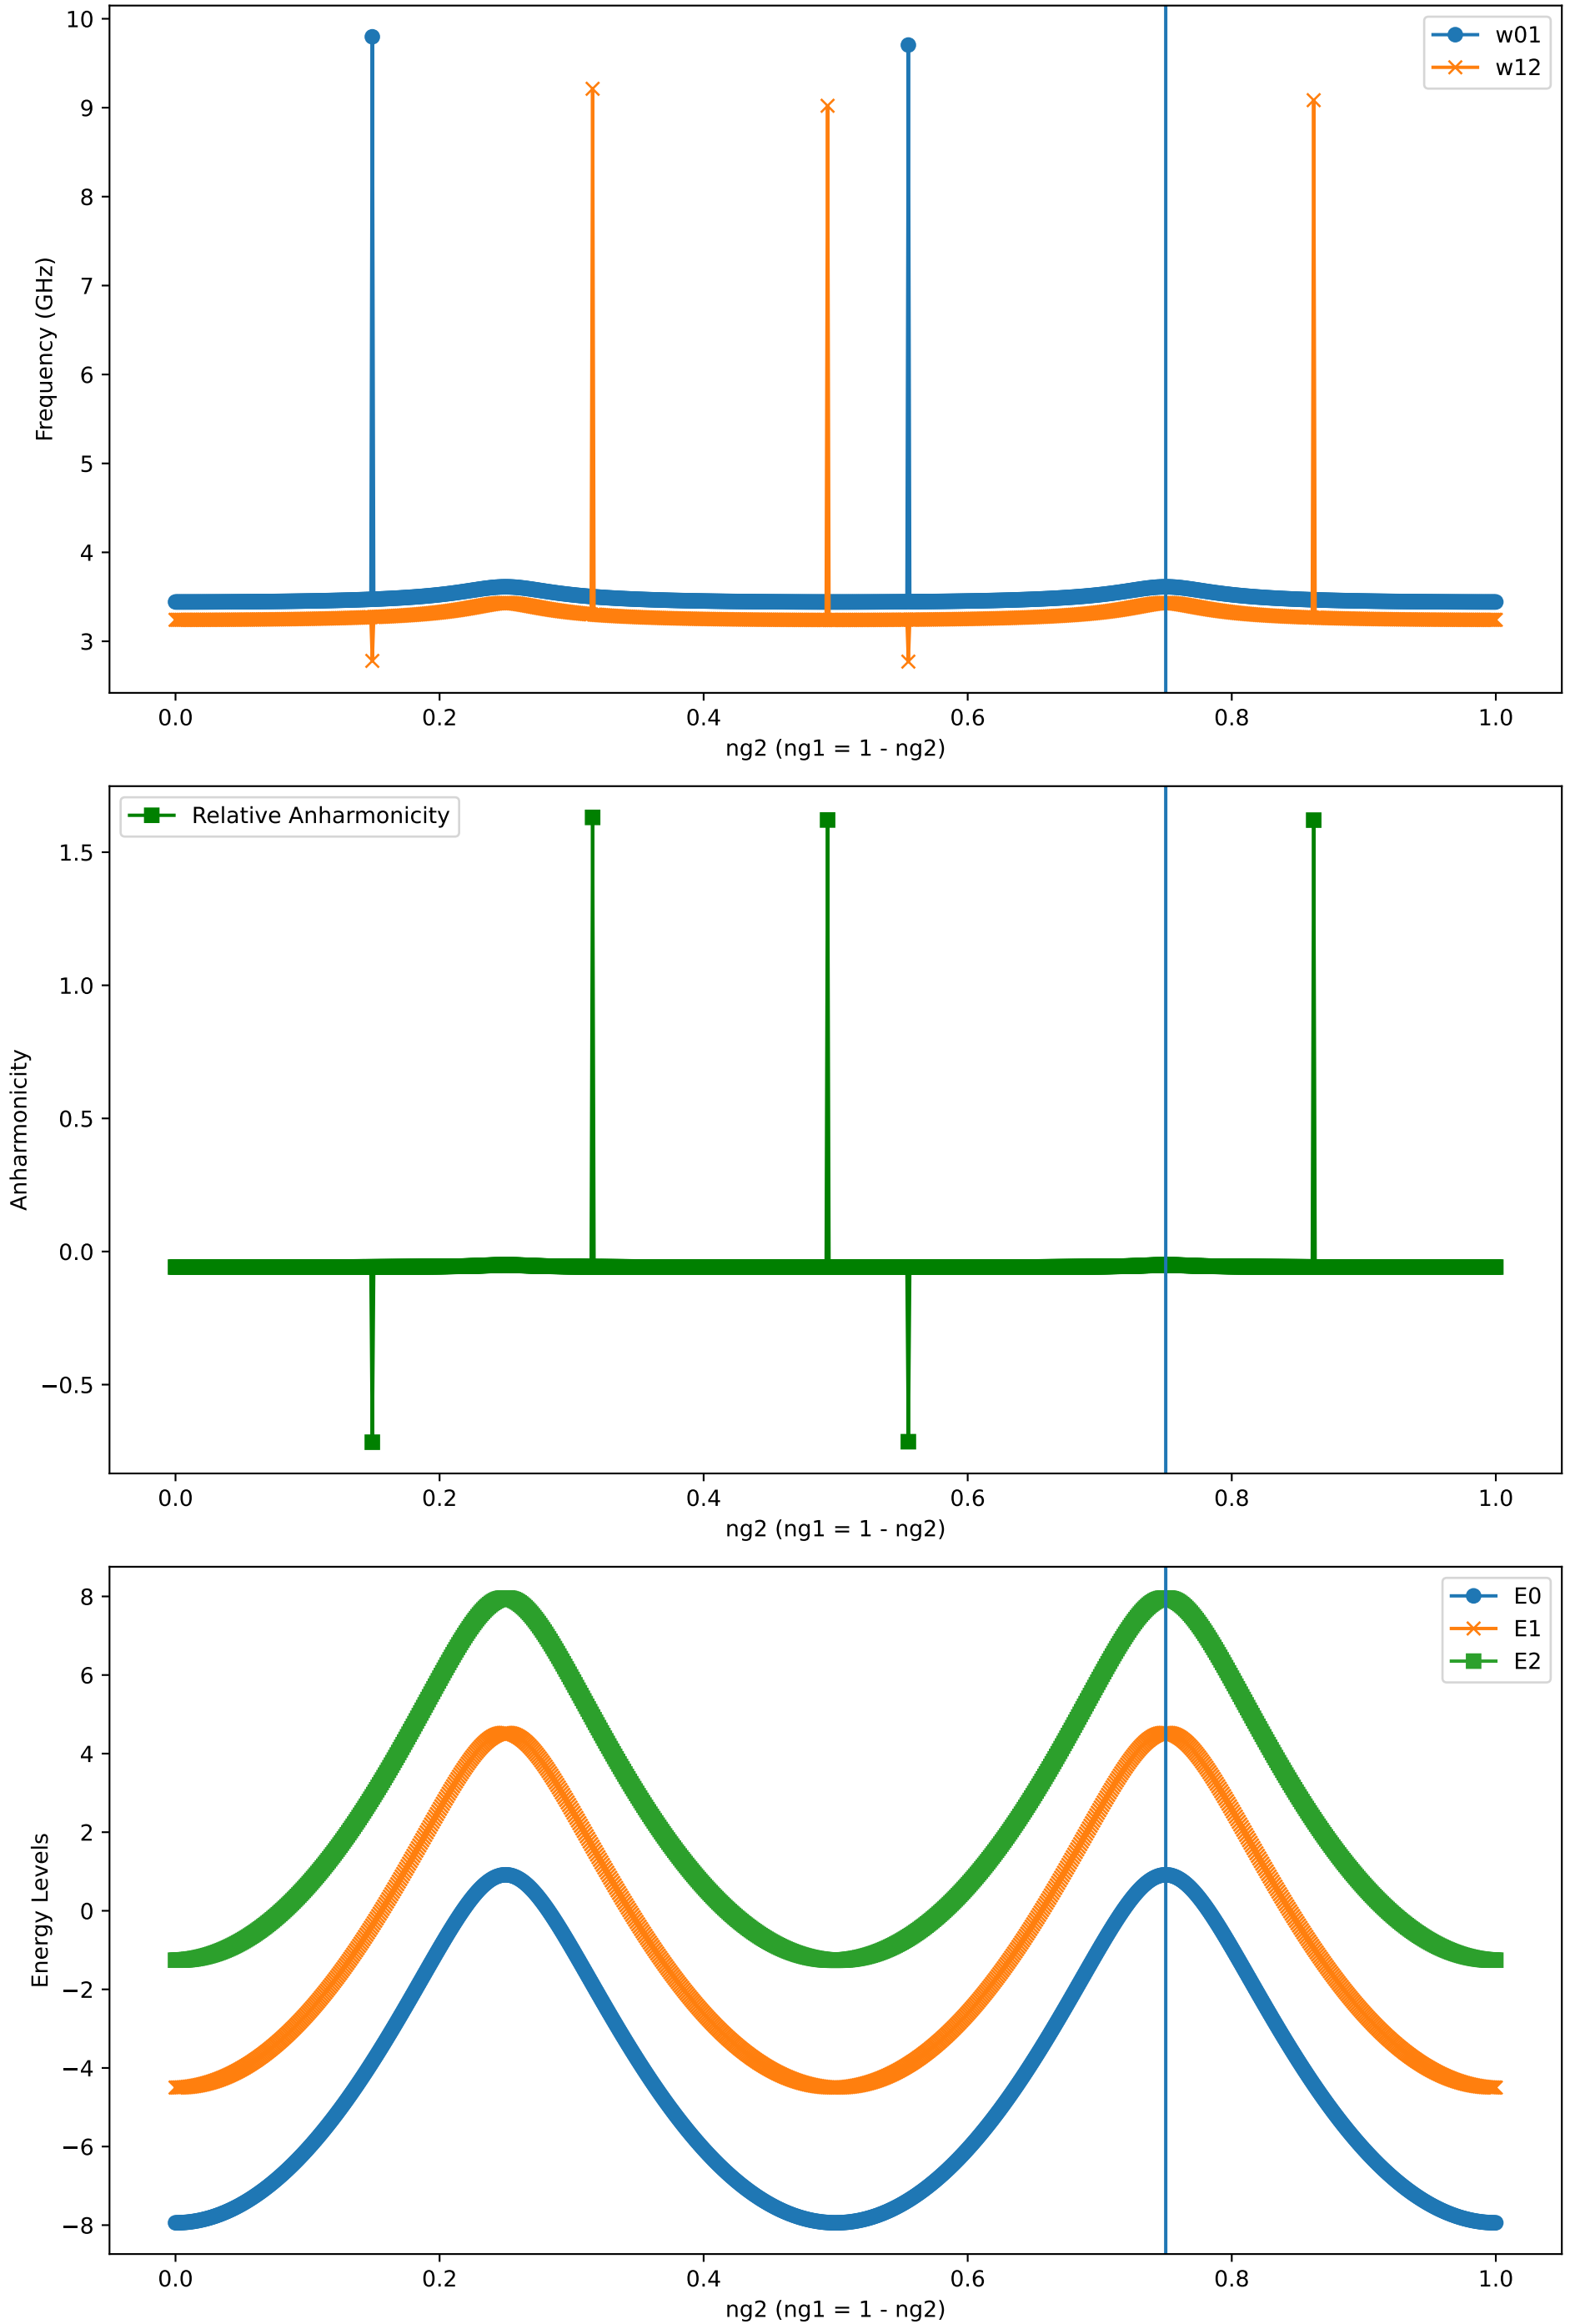 10
9
8
7
6
5
4
3
Frequency (GHz)
w01
w12
0.0 0.2 0.4 0.6 0.8 1.0
ng2 (ng1 = 1 - ng2)
Relative Anharmonicity
1.5
1.0
0.5
0.0
−0.5
Anharmonicity
0.0 0.2 0.4 0.6 0.8 1.0
ng2 (ng1 = 1 - ng2)
8
6
4
2
0
−2
−4
−6
−8
Energy Levels
E0
E1
E2
0.0 0.2 0.4 0.6 0.8 1.0
ng2 (ng1 = 1 - ng2)